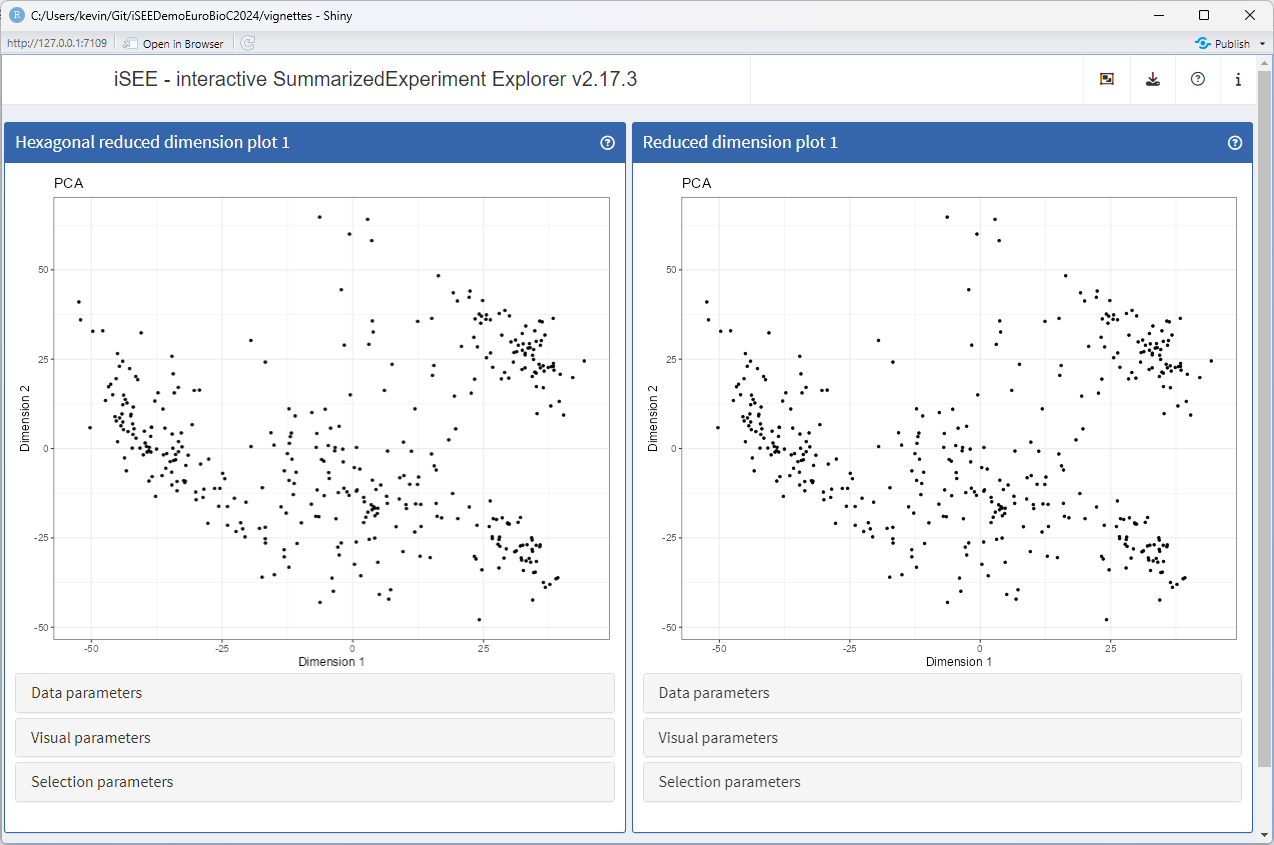 C:/Users/kevin/Git/iSEEDemoEuroBioC2024/vignettes - Shiny
http://127.0.0.1:7109 Open in Browser Publish
iSEE - interactive SummarizedExperiment Explorer v2.17.3
Hexagonal reduced dimension plot 1
PCA
Dimension 2
50
25
0
-25
-50
-50 -25 0 25
Dimension 1
Data parameters
Visual parameters
Selection parameters
Reduced dimension plot 1
PCA
Dimension 2
50
25
0
-25
-50
-50 -25 0 25
Dimension 1
Data parameters
Visual parameters
Selection parameters